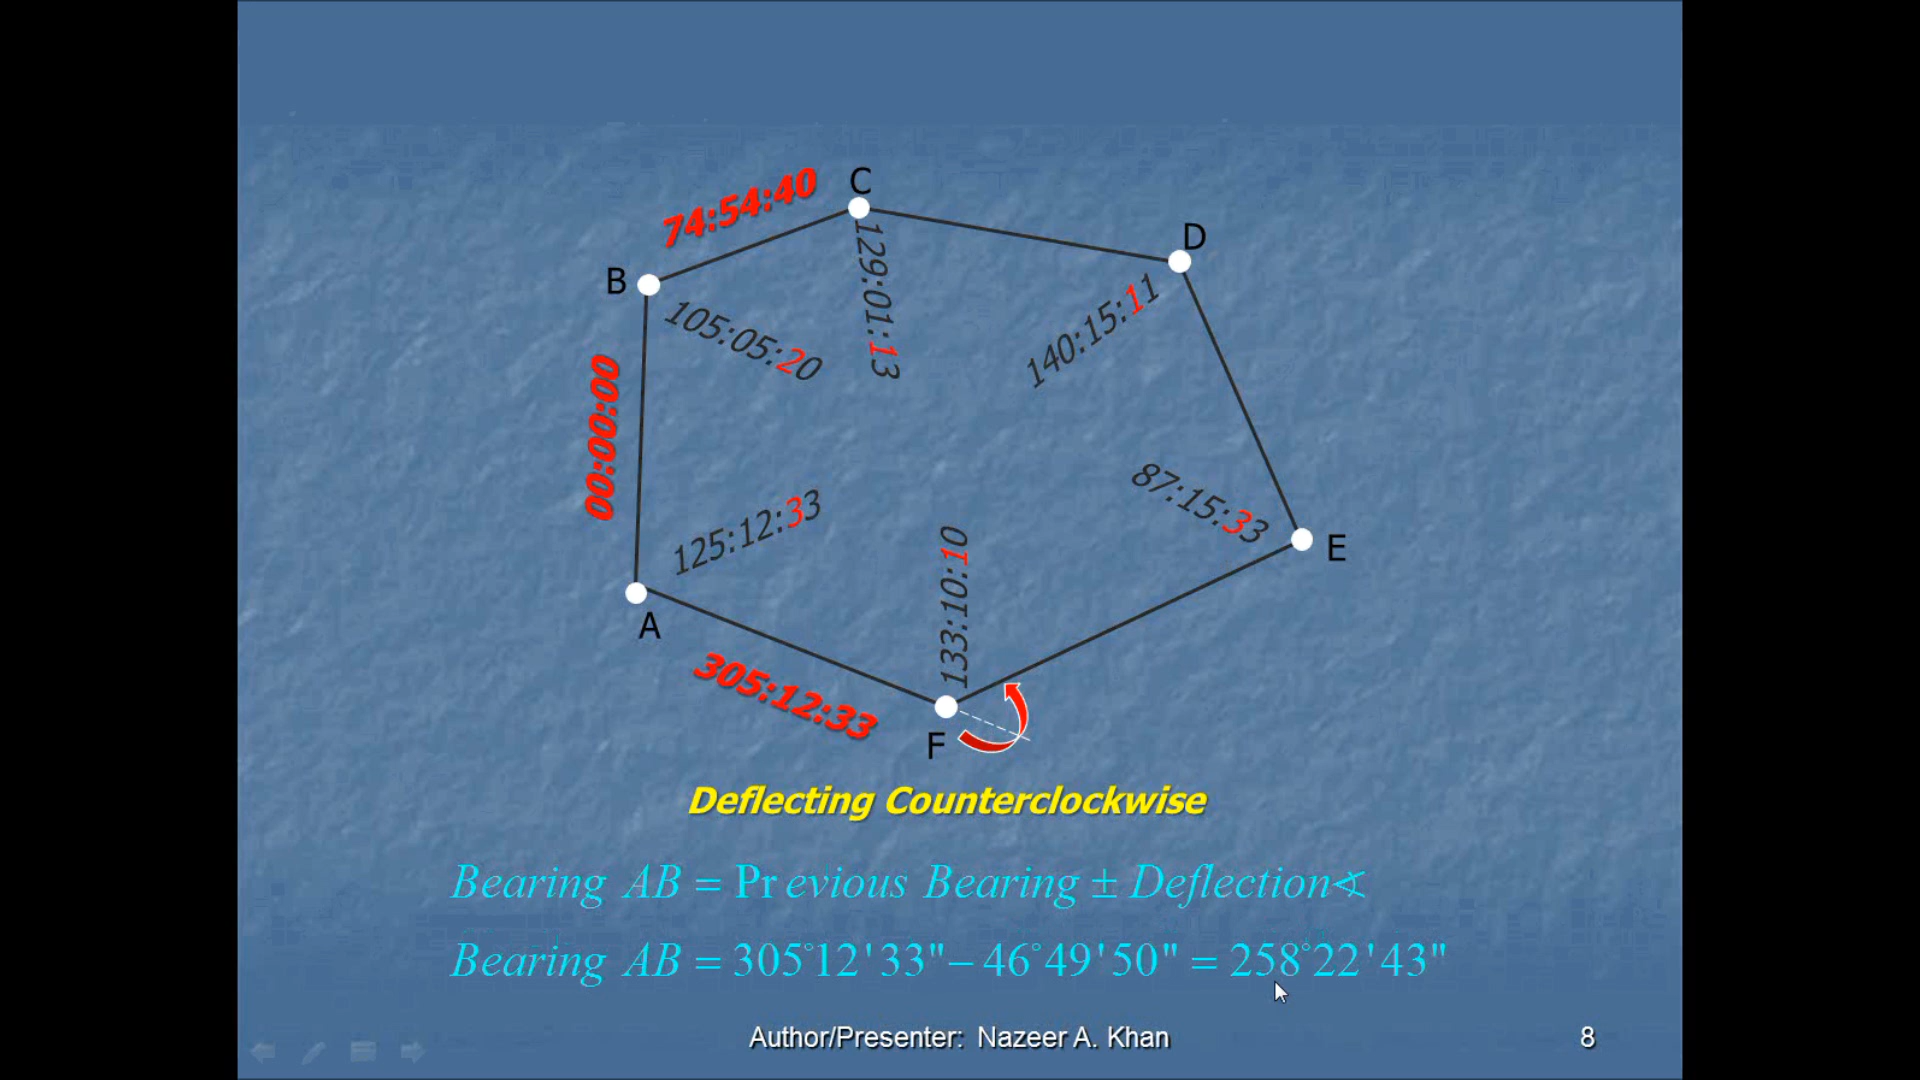 C
74:54:40
D
B
129:01:13
140:15:11
105:05:20
00:00:00
87:15:33
125:12:33
133:10:10
E
A
305:12:33
F
Deflecting Counterclockwise
Bearing AB = Previous Bearing ± Deflection∢
Bearing AB = 305°12'33"– 46°49'50" = 258°22'43"
Author/Presenter: Nazeer A. Khan
8